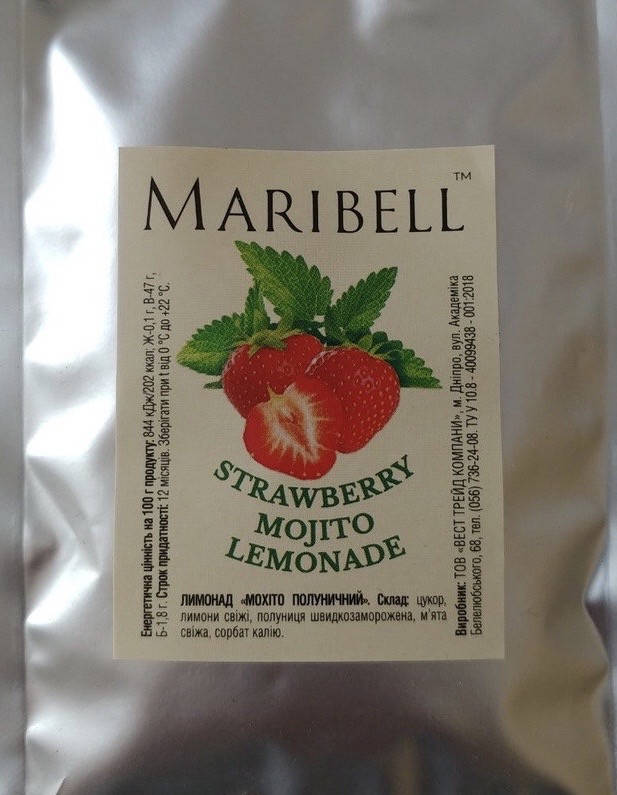 MARIBELL™
STRAWBERRY
MOJITO
LEMONADE
ЛИМОНАД «МОХІТО ПОЛУНИЧНИЙ». Склад: цукор,
лимони свіжі, полуниця швидкозаморожена, м'ята
свіжа, сорбат калію.
Енергетична цінність на 100 г продукту: 844 кДж/202 ккал; Ж-0,1 г, В-47 г,
Б-1,8 г. Строк придатності: 12 місяців. Зберігати при t від 0 °С до +22 °С.
Виробник: ТОВ «ВЕСТ ТРЕЙД КОМПАНИ», м. Дніпро, вул. Академіка
Белелюбського, 68, тел. (056) 736-24-08. ТУ У 10.8 - 40099438 - 001:2018